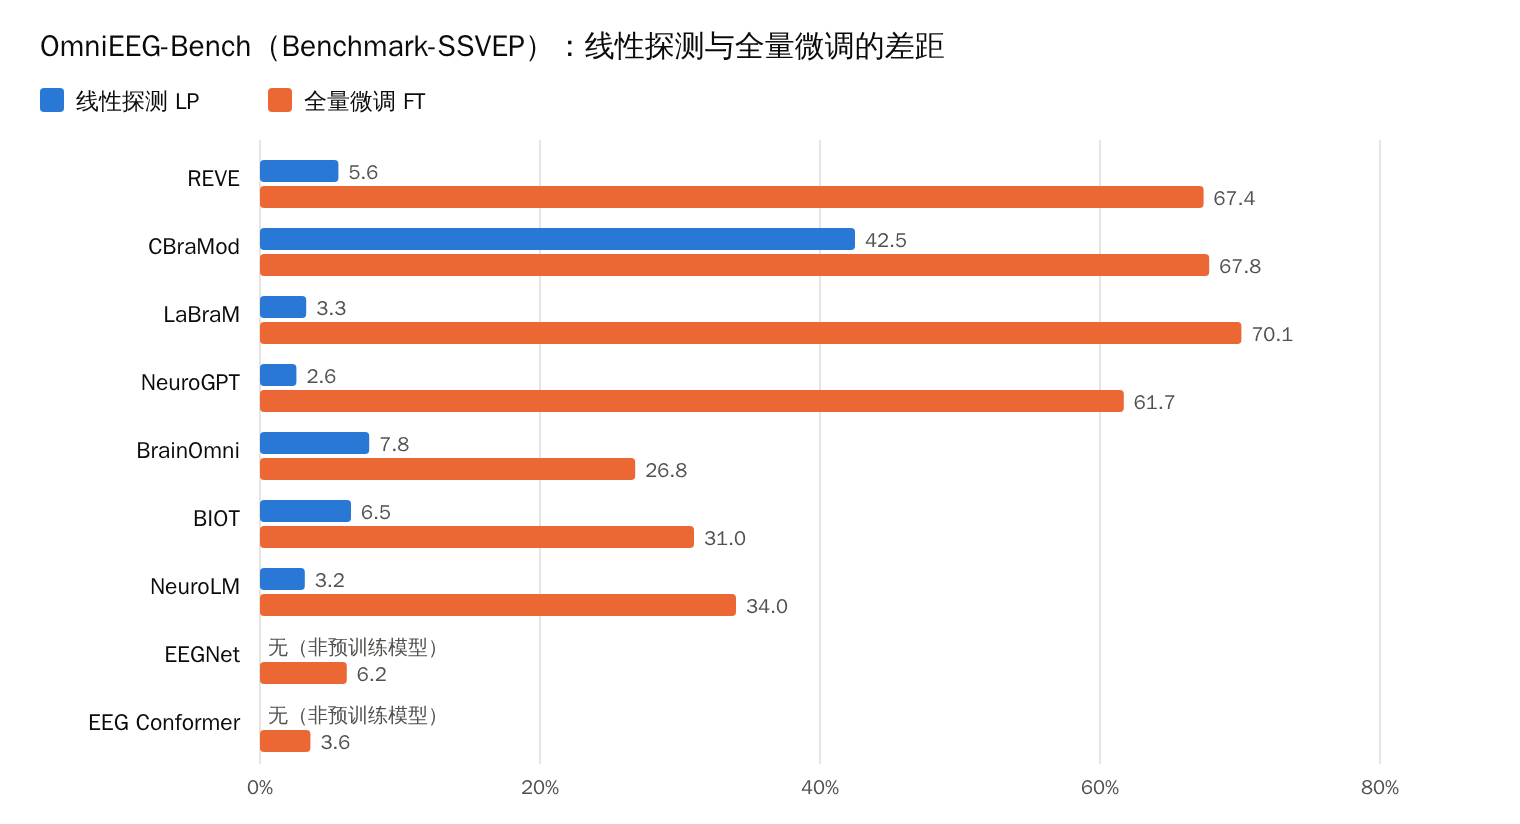 OmniEEG-Bench（Benchmark-SSVEP）：线性探测与全量微调的差距
线性探测 LP
全量微调 FT
REVE
5.6
67.4
CBraMod
42.5
67.8
LaBraM
3.3
70.1
NeuroGPT
2.6
61.7
BrainOmni
7.8
26.8
BIOT
6.5
31.0
NeuroLM
3.2
34.0
EEGNet
无（非预训练模型）
6.2
EEG Conformer
无（非预训练模型）
3.6
0%
20%
40%
60%
80%